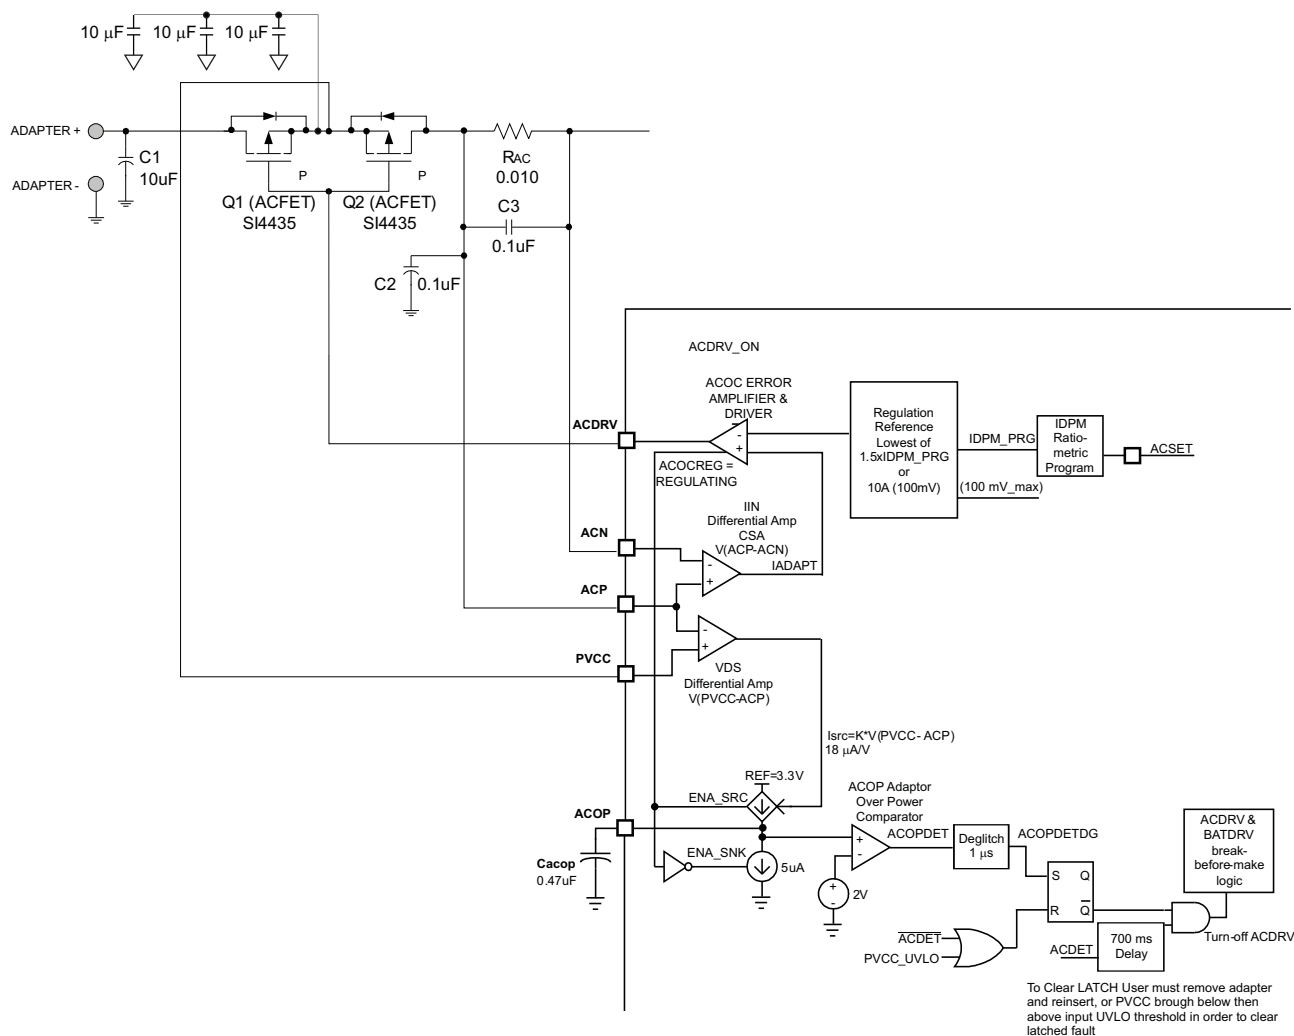 10 µF
10 µF
10 µF
ADAPTER +
C1
10uF
ADAPTER -
P
P
Q1 (ACFET)
SI4435
Q2 (ACFET)
SI4435
RAC
0.010
C3
0.1uF
C2
0.1uF
ACDRV_ON
ACOC ERROR
AMPLIFIER &
DRIVER
ACDRV
-
+
ACOCREG =
REGULATING
Regulation
Reference
Lowest of
1.5xIDPM_PRG
or
10A (100mV)
IDPM_PRG
(100 mV_max)
IDPM
Ratio-
metric
Program
ACSET
IIN
Differential Amp
CSA
V(ACP-ACN)
IADAPT
ACN
-
+
ACP
-
+
PVCC
VDS
Differential Amp
V(PVCC-ACP)
Isrc=K*V(PVCC- ACP)
18 µA/V
REF=3.3V
ENA_SRC
ACOP
Cacop
0.47uF
ENA_SNK
5uA
ACOP Adaptor
Over Power
Comparator
+
-
ACOPDET
+
-
2V
Deglitch
1 µs
ACOPDETDG
S Q
R Q
ACDET
PVCC_UVLO
ACDET
700 ms
Delay
ACDRV &
BATDRV
break-
before-make
logic
Turn-off ACDRV
To Clear LATCH User must remove adapter
and reinsert, or PVCC brough below then
above input UVLO threshold in order to clear
latched fault